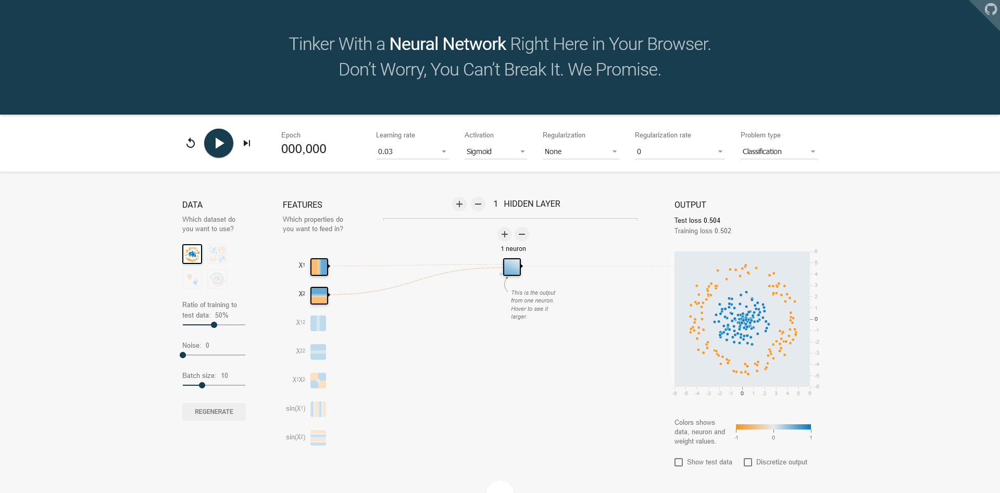 Tinker With a Neural Network Right Here in Your Browser.
Don’t Worry, You Can’t Break It. We Promise.
Epoch
000,000
Learning rate
0.03
Activation
Sigmoid
Regularization
None
Regularization rate
0
Problem type
Classification
DATA
Which dataset do
you want to use?
Ratio of training to
test data: 50%
Noise: 0
Batch size: 10
REGENERATE
FEATURES
Which properties do
you want to feed in?
X1
X2
X12
X22
X1X2
sin(X1)
sin(X2)
1 HIDDEN LAYER
1 neuron
This is the output
from one neuron.
Hover to see it
larger.
OUTPUT
Test loss 0.504
Training loss 0.502
6
5
4
3
2
1
0
-1
-2
-3
-4
-5
-6
-6 -5 -4 -3 -2 -1 0 1 2 3 4 5 6
Colors shows
data, neuron and
weight values.
-1 0 1
Show test data
Discretize output